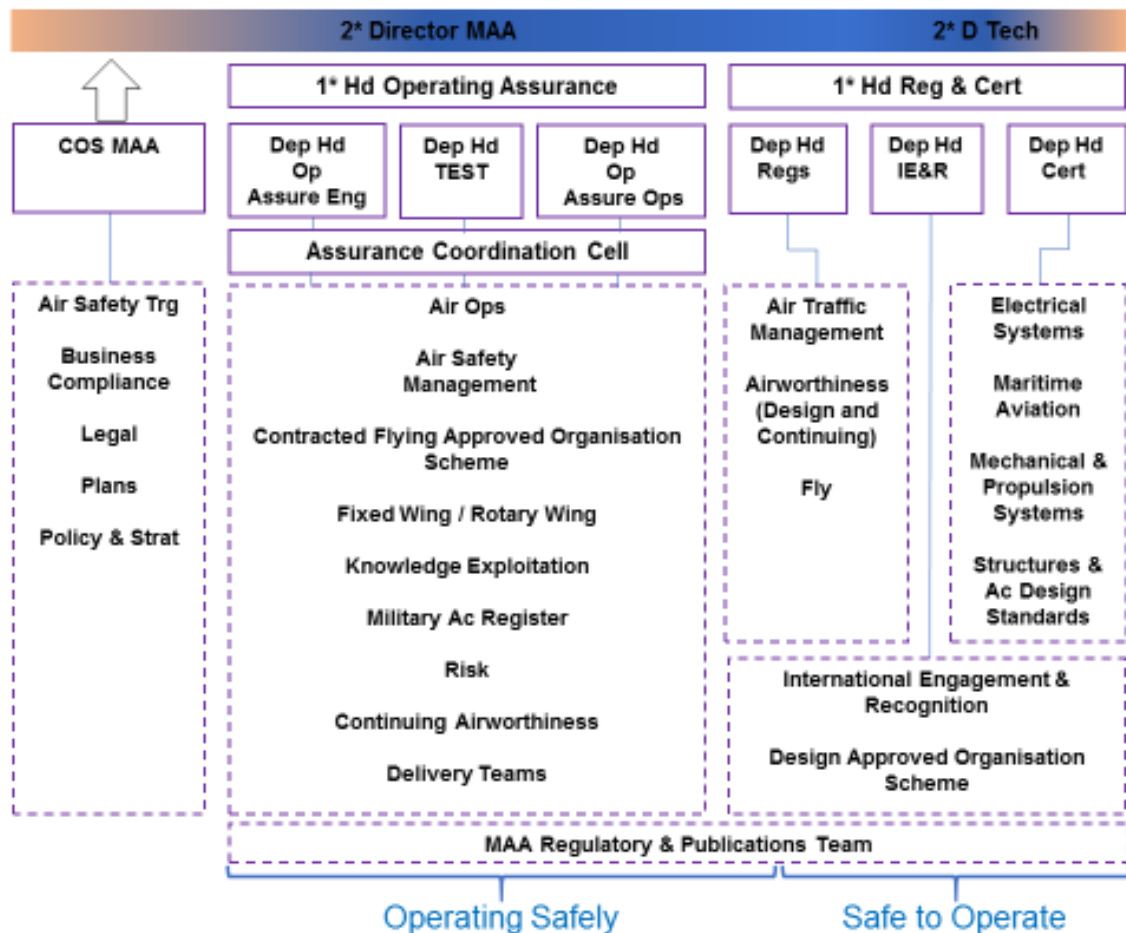 2* Director MAA
2* D Tech
1* Hd Operating Assurance
1* Hd Reg & Cert
COS MAA
Dep Hd
Op
Assure Eng
Dep Hd
TEST
Dep Hd
Op
Assure Ops
Dep Hd
Regs
Dep Hd
IE&R
Dep Hd
Cert
Assurance Coordination Cell
Air Safety Trg
Business
Compliance
Legal
Plans
Policy & Strat
Air Ops
Air Safety
Management
Contracted Flying Approved Organisation
Scheme
Fixed Wing / Rotary Wing
Knowledge Exploitation
Military Ac Register
Risk
Continuing Airworthiness
Delivery Teams
Air Traffic
Management
Airworthiness
(Design and
Continuing)
Fly
Electrical
Systems
Maritime
Aviation
Mechanical &
Propulsion
Systems
Structures &
Ac Design
Standards
International Engagement &
Recognition
Design Approved Organisation
Scheme
MAA Regulatory & Publications Team
Operating Safely
Safe to Operate